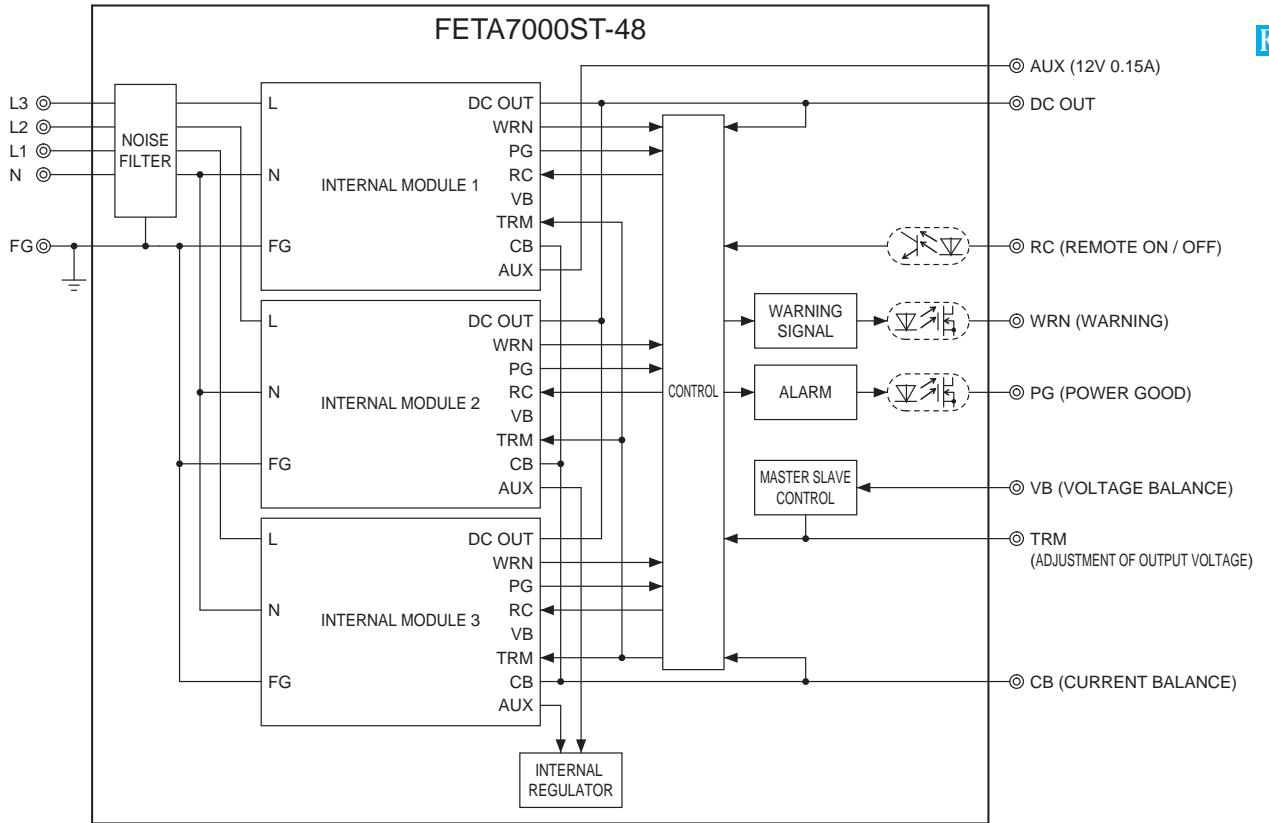 FETA7000ST-48
AUX (12V 0.15A)
DC OUT
L3
L2
L1
N
FG
NOISE
FILTER
L
N
FG
INTERNAL MODULE 1
DC OUT
WRN
PG
RC
VB
TRM
CB
AUX
L
N
FG
INTERNAL MODULE 2
DC OUT
WRN
PG
RC
VB
TRM
CB
AUX
L
N
FG
INTERNAL MODULE 3
DC OUT
WRN
PG
RC
VB
TRM
CB
AUX
INTERNAL
REGULATOR
CONTROL
WARNING
SIGNAL
ALARM
MASTER SLAVE
CONTROL
RC (REMOTE ON / OFF)
WRN (WARNING)
PG (POWER GOOD)
VB (VOLTAGE BALANCE)
TRM
(ADJUSTMENT OF OUTPUT VOLTAGE)
CB (CURRENT BALANCE)